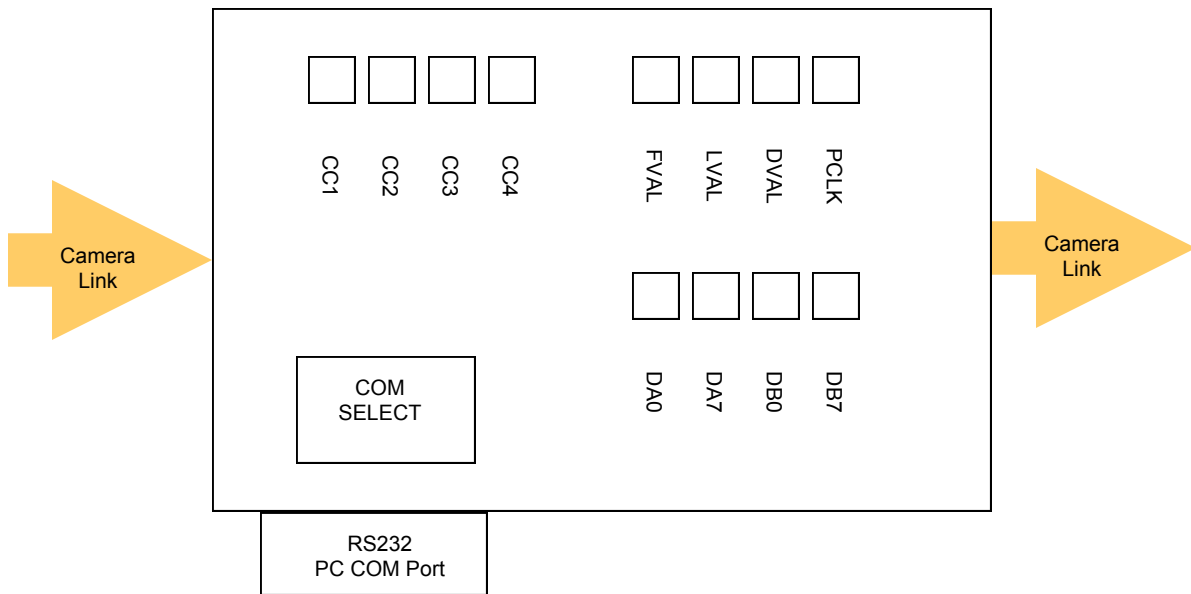 CC1
CC2
CC3
CC4
FVAL
LVAL
DVAL
PCLK
Camera
Link
Camera
Link
DA0
DA7
DB0
DB7
COM
SELECT
RS232
PC COM Port